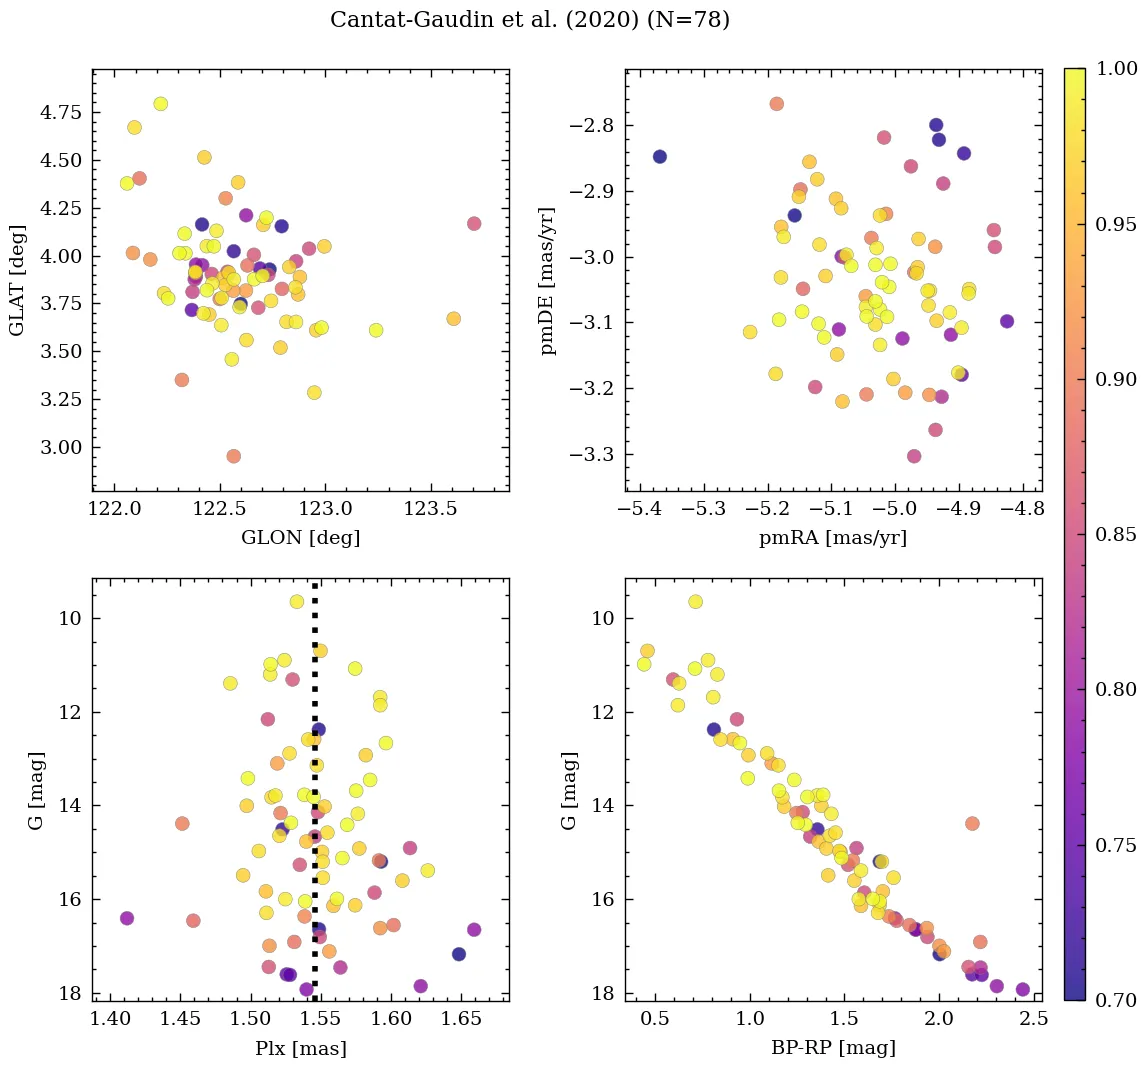 Cantat-Gaudin et al. (2020) (N=78)
4.75
4.50
4.25
4.00
3.75
3.50
3.25
3.00
GLAT [deg]
122.0 122.5 123.0 123.5
GLON [deg]
−2.8
−2.9
−3.0
−3.1
−3.2
−3.3
pmDE [mas/yr]
−5.4 −5.3 −5.2 −5.1 −5.0 −4.9 −4.8
pmRA [mas/yr]
10
12
14
16
18
G [mag]
1.40 1.45 1.50 1.55 1.60 1.65
Plx [mas]
10
12
14
16
18
G [mag]
0.5 1.0 1.5 2.0 2.5
BP-RP [mag]
1.00
0.95
0.90
0.85
0.80
0.75
0.70